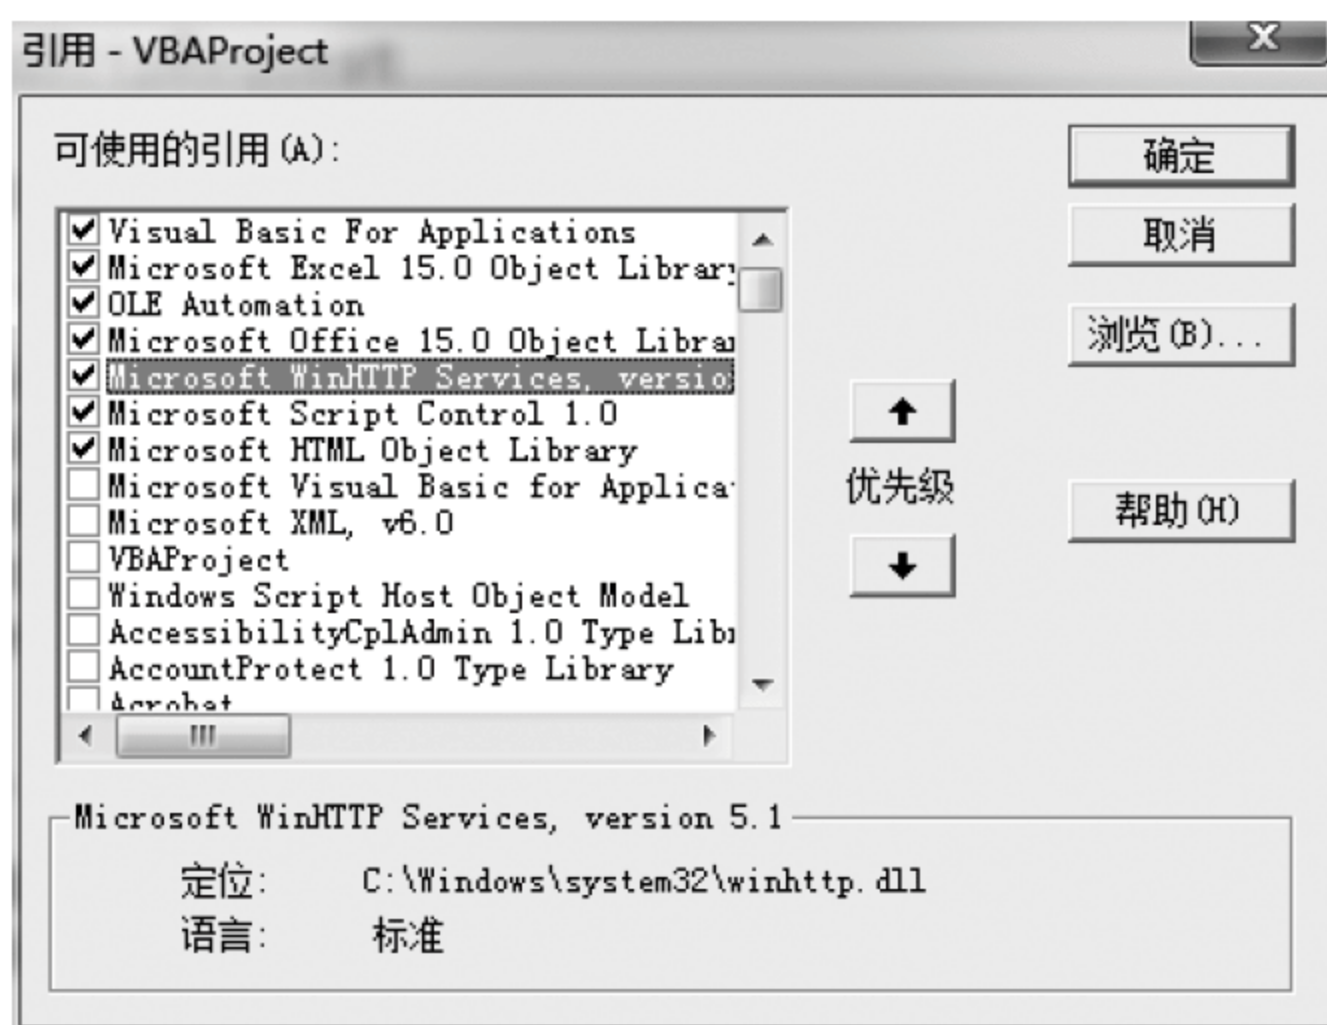 引用 - VBAProject
可使用的引用(A):
Visual Basic For Applications
Microsoft Excel 15.0 Object Library
OLE Automation
Microsoft Office 15.0 Object Librar
Microsoft WinHTTP Services, versio
Microsoft Script Control 1.0
Microsoft HTML Object Library
Microsoft Visual Basic for Applica
Microsoft XML, v6.0
VBAProject
Windows Script Host Object Model
AccessibilityCplAdmin 1.0 Type Libr
AccountProtect 1.0 Type Library
Acrobat
确定
取消
浏览(B)...
优先级
帮助(H)
Microsoft WinHTTP Services, version 5.1
定位: C:\Windows\system32\winhttp.dll
语言: 标准